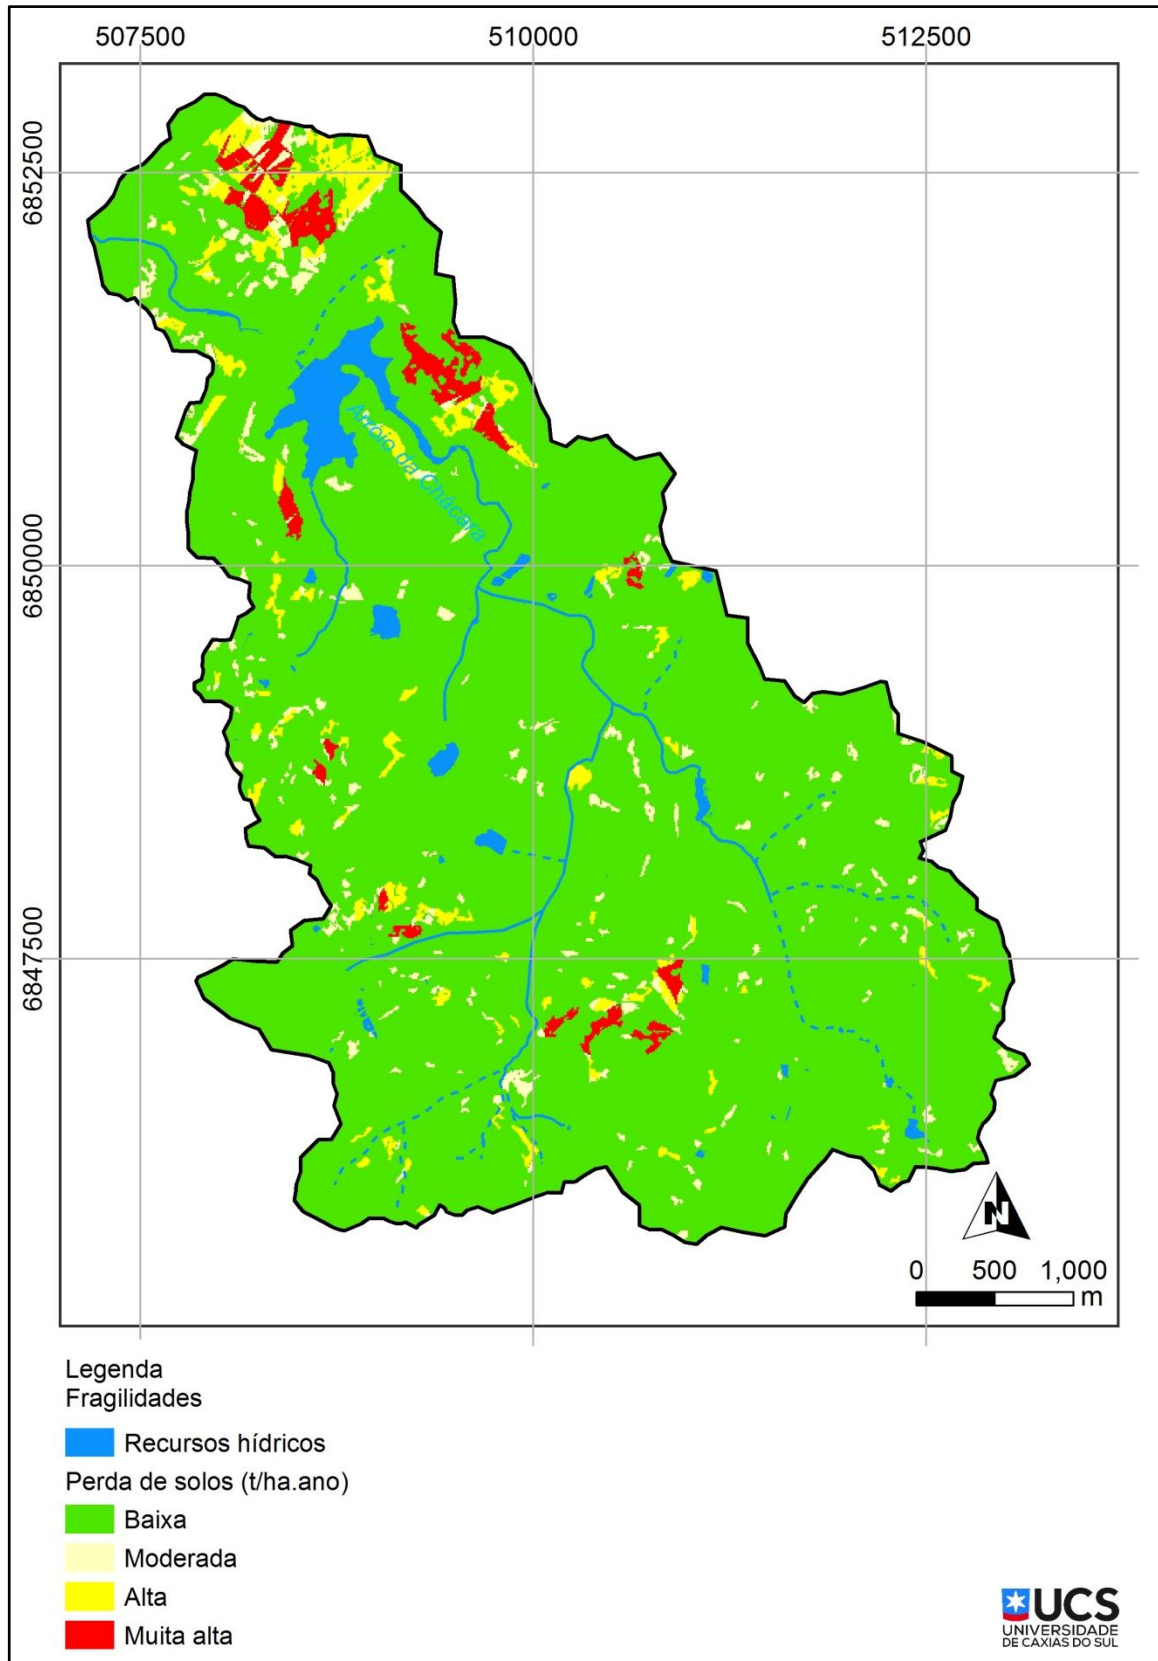 507500 510000 512500
6852500
6850000
6847500
Arroio da Chácara
N
0 500 1,000
m
Legenda
Fragilidades
Recursos hídricos
Perda de solos (t/ha.ano)
Baixa
Moderada
Alta
Muita alta
UCS
UNIVERSIDADE
DE CAXIAS DO SUL